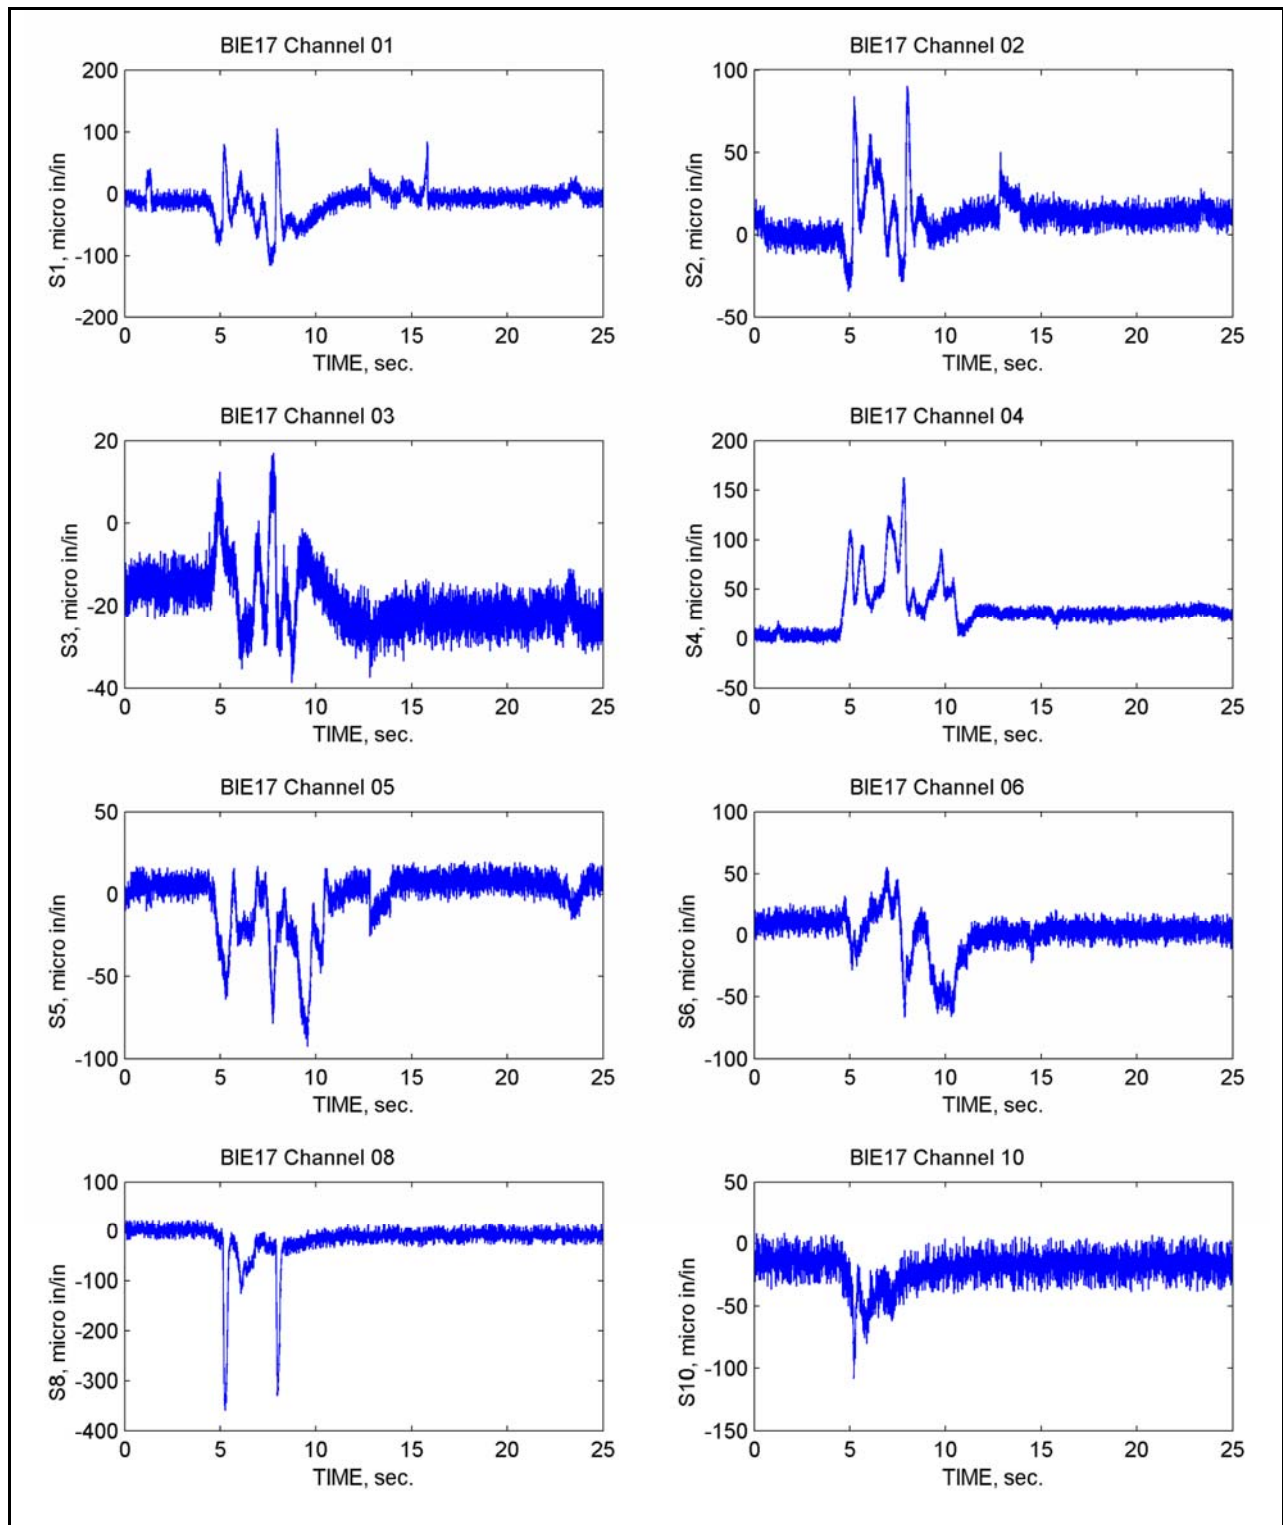 BIE17 Channel 01
200
100
0
-100
-200
S1, micro in/in
0 5 10 15 20 25
TIME, sec.
BIE17 Channel 02
100
50
0
-50
S2, micro in/in
0 5 10 15 20 25
TIME, sec.
BIE17 Channel 03
20
0
-20
-40
S3, micro in/in
0 5 10 15 20 25
TIME, sec.
BIE17 Channel 04
200
150
100
50
0
-50
S4, micro in/in
0 5 10 15 20 25
TIME, sec.
BIE17 Channel 05
50
0
-50
-100
S5, micro in/in
0 5 10 15 20 25
TIME, sec.
BIE17 Channel 06
100
50
0
-50
-100
S6, micro in/in
0 5 10 15 20 25
TIME, sec.
BIE17 Channel 08
100
0
-100
-200
-300
-400
S8, micro in/in
0 5 10 15 20 25
TIME, sec.
BIE17 Channel 10
50
0
-50
-100
-150
S10, micro in/in
0 5 10 15 20 25
TIME, sec.